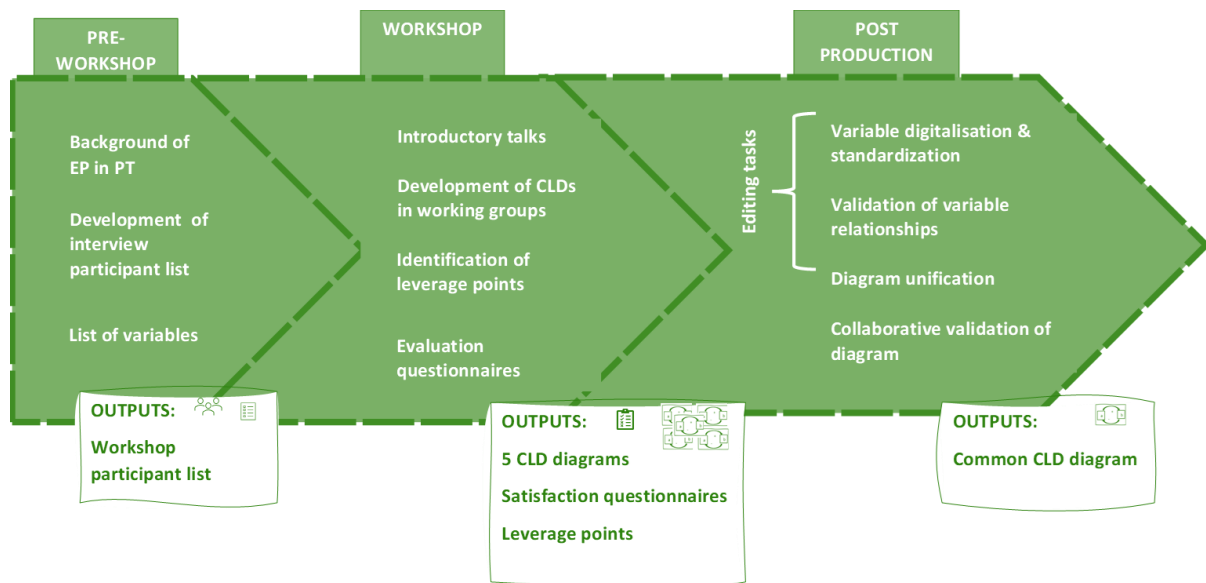 PRE-
WORKSHOP
Background of
EP in PT
Development of
interview
participant list
List of variables
OUTPUTS:
Workshop
participant list
WORKSHOP
Introductory talks
Development of CLDs
in working groups
Identification of
leverage points
Evaluation
questionnaires
OUTPUTS:
5 CLD diagrams
Satisfaction questionnaires
Leverage points
POST
PRODUCTION
Editing tasks
Variable digitalisation &
standardization
Validation of variable
relationships
Diagram unification
Collaborative validation of
diagram
OUTPUTS:
Common CLD diagram